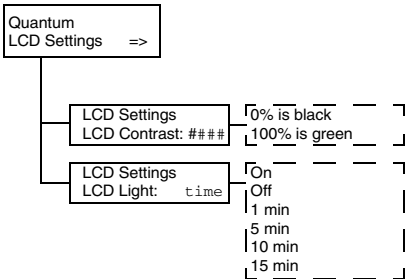 Quantum
LCD Settings =>
LCD Settings
LCD Contrast: ####
0% is black
100% is green
LCD Settings
LCD Light: time
On
Off
1 min
5 min
10 min
15 min